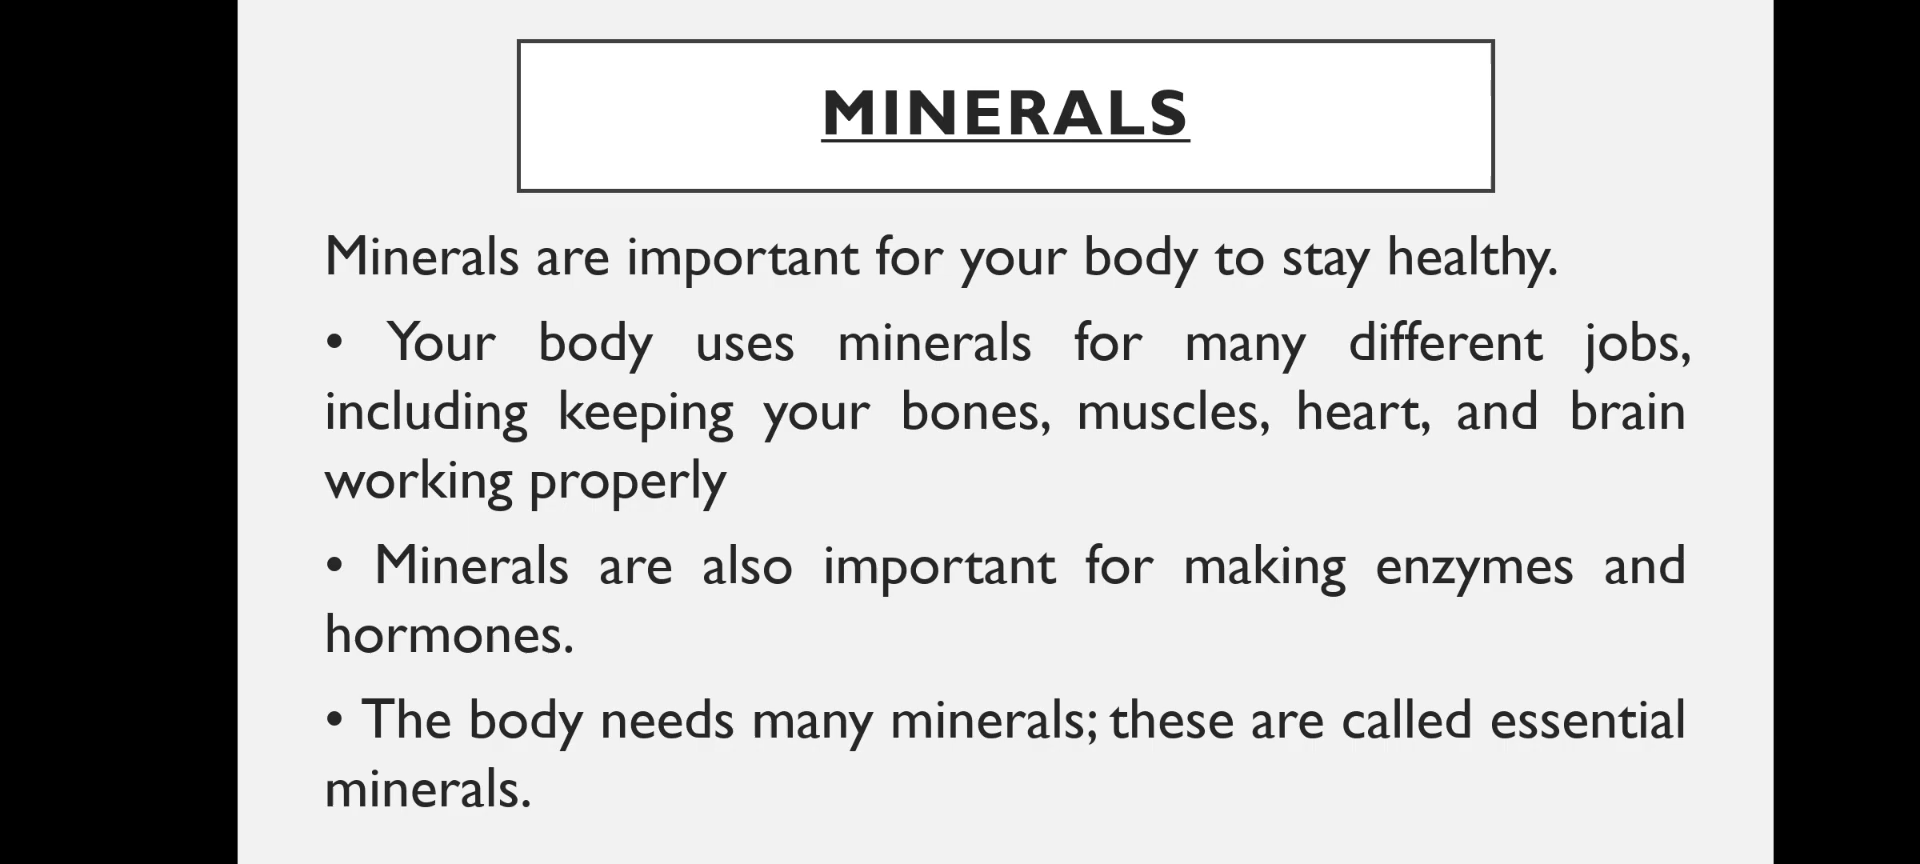 MINERALS
Minerals are important for your body to stay healthy.
• Your body uses minerals for many different jobs,
including keeping your bones, muscles, heart, and brain
working properly
• Minerals are also important for making enzymes and
hormones.
• The body needs many minerals; these are called essential
minerals.